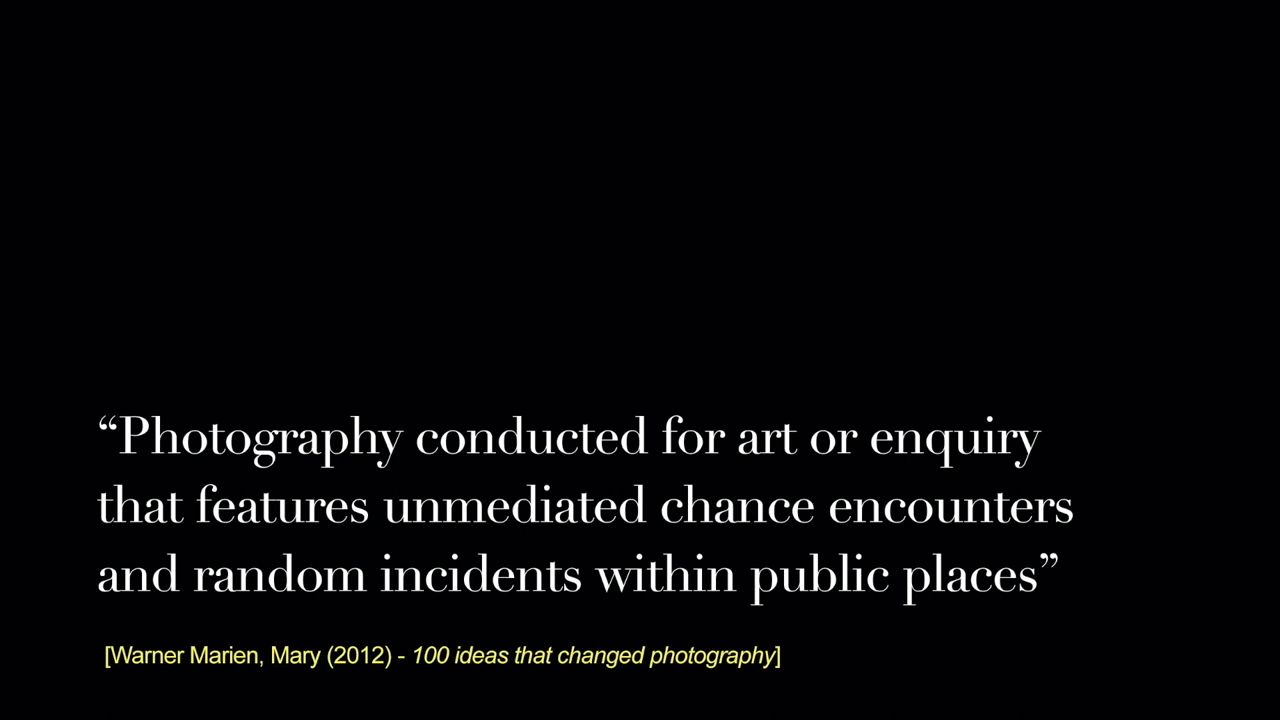 “Photography conducted for art or enquiry
that features unmediated chance encounters
and random incidents within public places”
[Warner Marien, Mary (2012) - 100 ideas that changed photography]